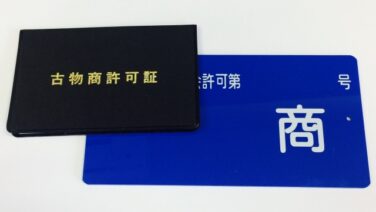 古物商許可証
許可第 号
商